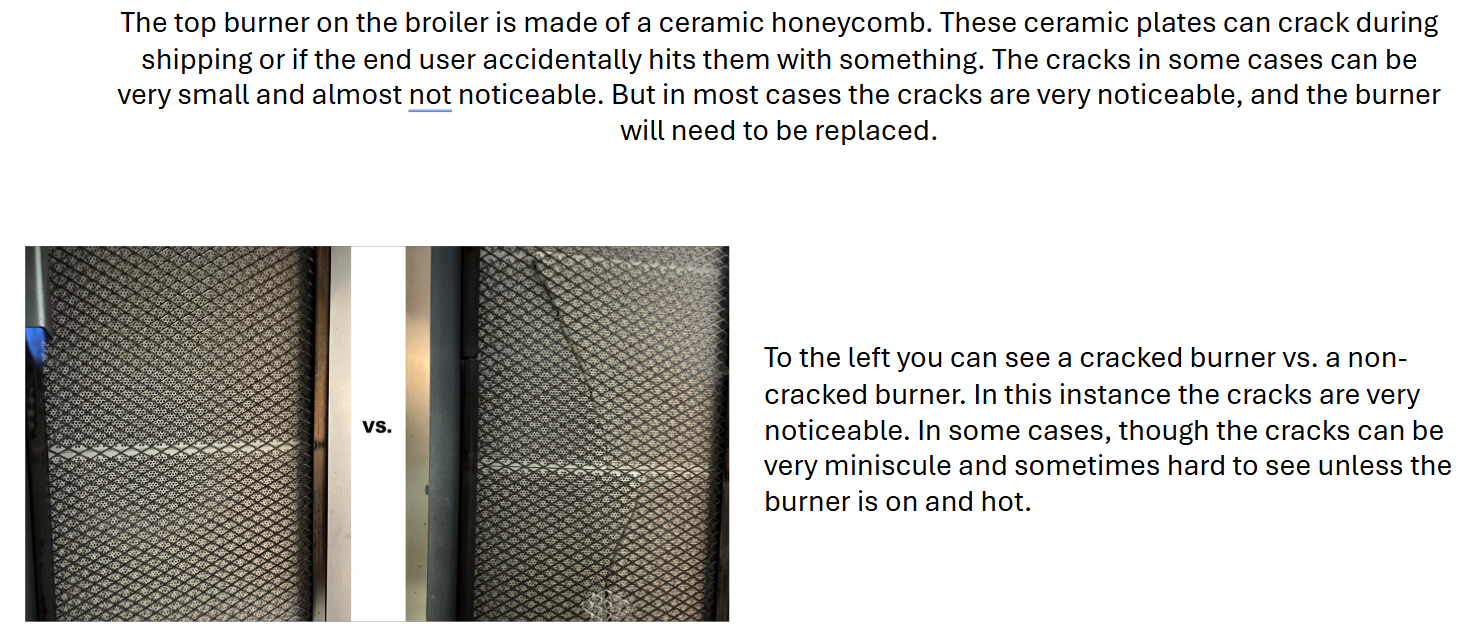 The top burner on the broiler is made of a ceramic honeycomb. These ceramic plates can crack during
shipping or if the end user accidentally hits them with something. The cracks in some cases can be
very small and almost not noticeable. But in most cases the cracks are very noticeable, and the burner
will need to be replaced.
vs.
To the left you can see a cracked burner vs. a non-
cracked burner. In this instance the cracks are very
noticeable. In some cases, though the cracks can be
very miniscule and sometimes hard to see unless the
burner is on and hot.